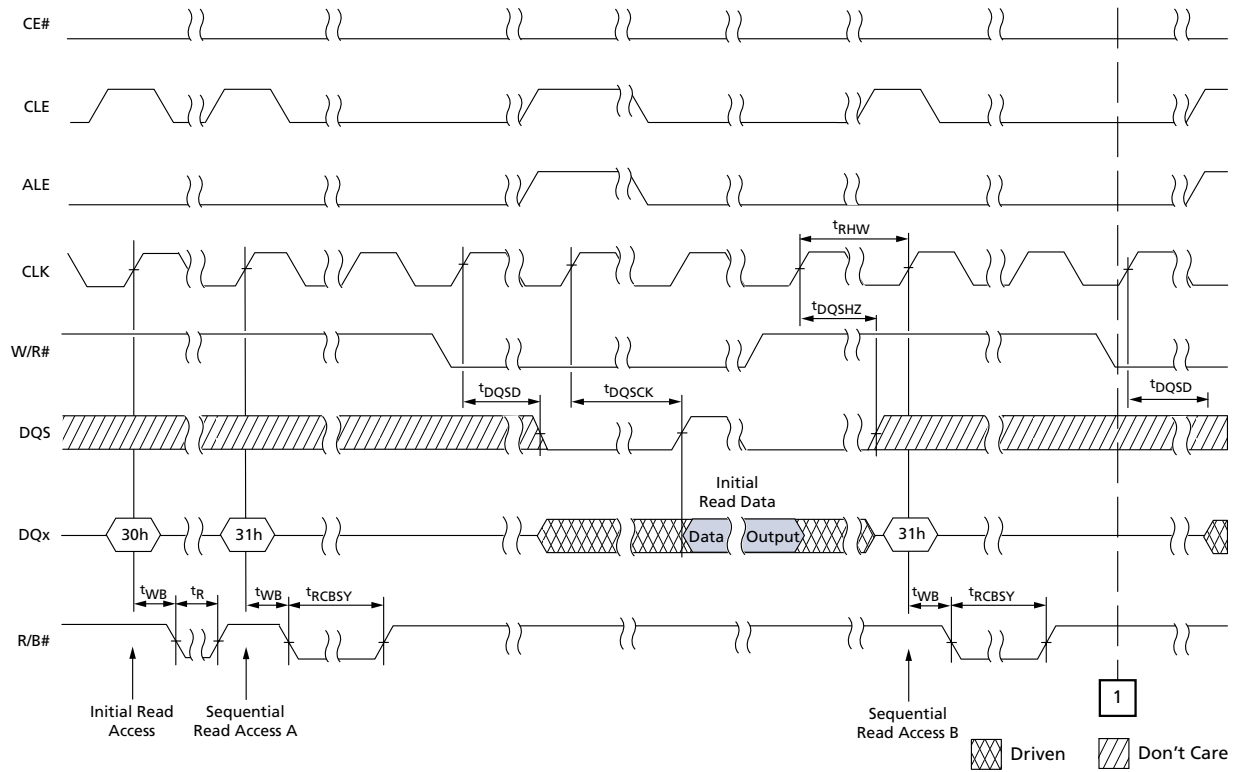 CE#
CLE
ALE
tRHW
CLK
tDQSHZ
W/R#
tDQSD
tDQSCK
tDQSD
DQS
Initial
Read Data
DQx
30h
31h
Data
Output
31h
tWB
tR
tWB
tRCBSY
tWB
tRCBSY
R/B#
Initial Read
Access
Sequential
Read Access A
Sequential
Read Access B
1
Driven
Don't Care